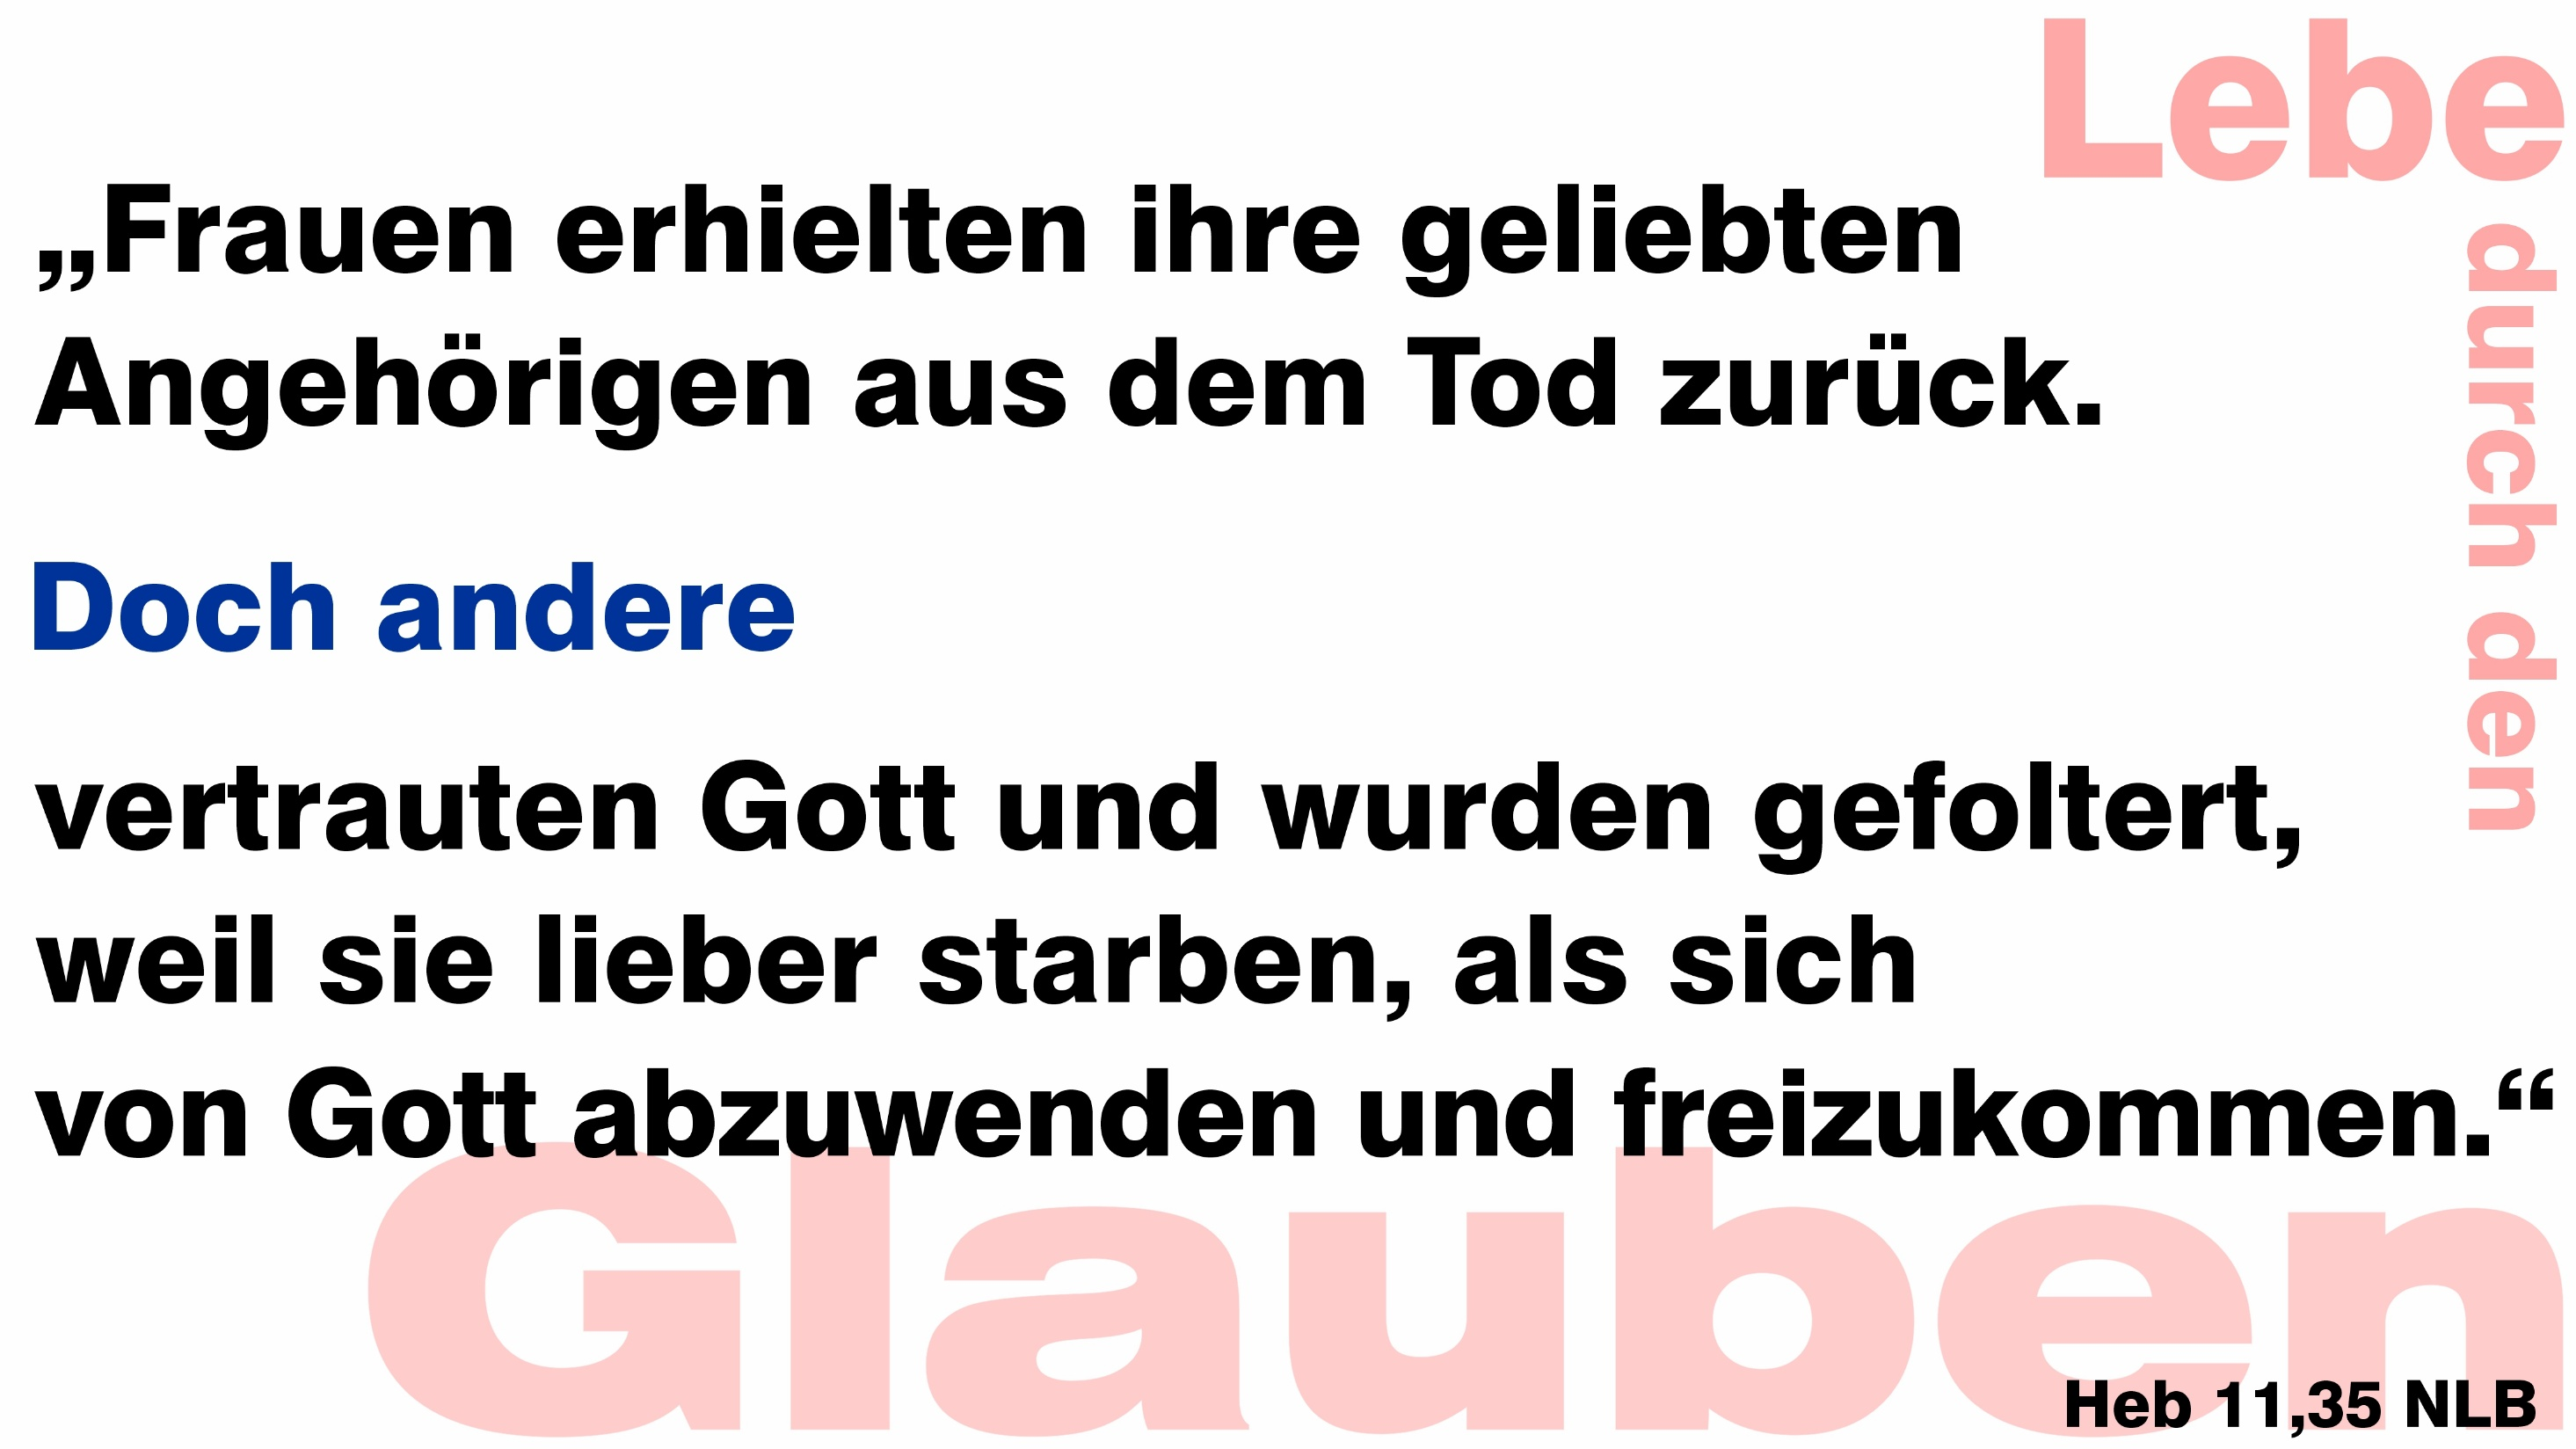 Lebe
durch den
„Frauen erhielten ihre geliebten
Angehörigen aus dem Tod zurück.
Doch andere
vertrauten Gott und wurden gefoltert,
weil sie lieber starben, als sich
von Gott abzuwenden und freizukommen.“
Glauben
Heb 11,35 NLB